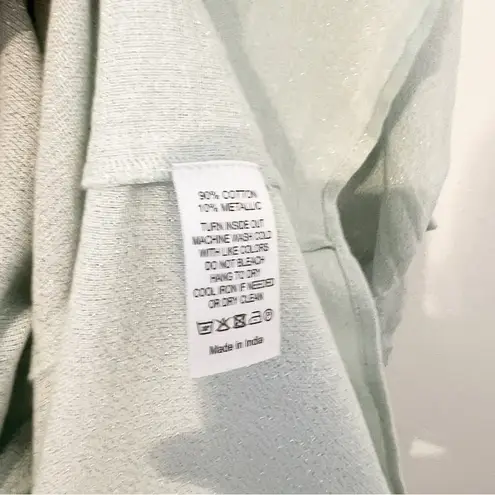 90% COTTON
10% METALLIC
TURN INSIDE OUT
MACHINE WASH COLD
WITH LIKE COLORS
DO NOT BLEACH
HANG TO DRY
COOL IRON IF NEEDED
OR DRY CLEAN
Made in India